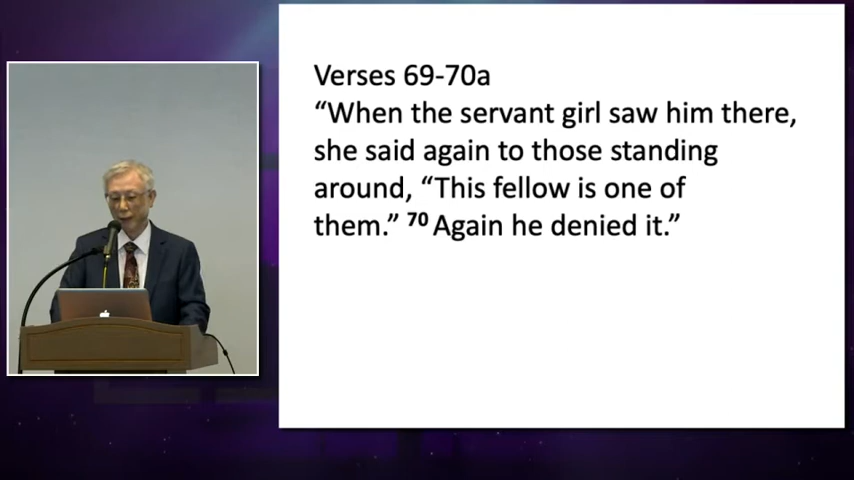 Verses 69-70a
“When the servant girl saw him there,
she said again to those standing
around, “This fellow is one of
them.” 70 Again he denied it.”